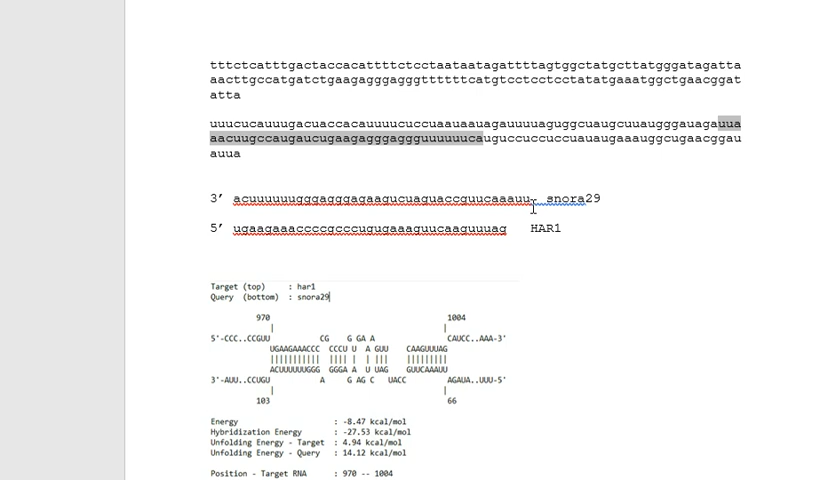 tttctcatttgactaccacattttctcctaataatagattttagtggctatgcttatgggatagatta
aacttgccatgatctgaagagggagggttttttcatgtcctcctcctatatgaaatggctgaacggat
atta
uuucucauuugacuaccacauuuucuccuaauaauagauuuuaguggcuaugcuuaugggauagauua
aacuugccaugaucugaagagggaggguuuuuucauguccuccuccuauaugaaauggcugaacggau
auua
3’ acuuuuuugggagggagaagucuaguaccguucaaauu snora29
5’ ugaagaaaccccgcccugugaaaguucaaguuuag HAR1
Target (top) : har1
Query (bottom) : snora29
970 1004
| |
5'-CCC..CCGUU CG G GA A CAUCC..AAA-3'
UGAAGAAACCC CCCU U A GUU CAAGUUUAG
||||||||||| |||| | | ||| |||||||||
ACUUUUUUGGG GGGA A U UAG GUUCAAAUU
3'-AUU..CCUGU A G AG C UACC AGAUA..UUU-5'
| |
103 66
Energy : -8.47 kcal/mol
Hybridization Energy : -27.53 kcal/mol
Unfolding Energy - Target : 4.94 kcal/mol
Unfolding Energy - Query : 14.12 kcal/mol
Position - Target RNA : 970 -- 1004